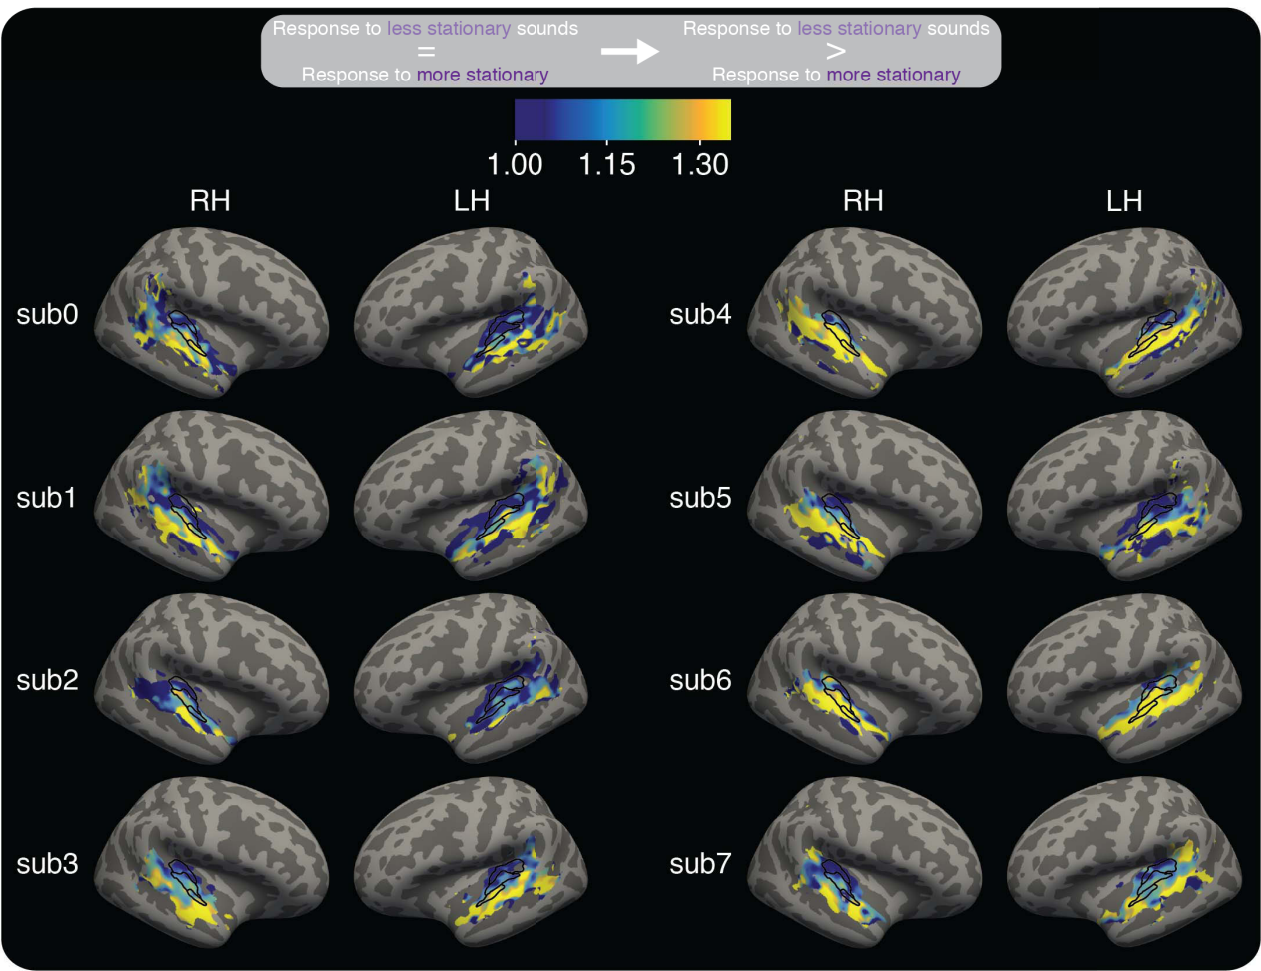 Response to less stationary sounds
=
Response to more stationary
Response to less stationary sounds
>
Response to more stationary
1.00 1.15 1.30
RH LH RH LH
sub0 sub4
sub1 sub5
sub2 sub6
sub3 sub7